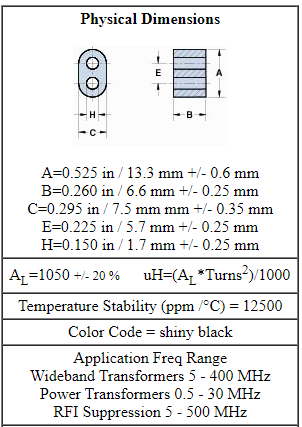 Physical Dimensions
E
A
H
B
C
A=0.525 in / 13.3 mm +/- 0.6 mm
B=0.260 in / 6.6 mm +/- 0.25 mm
C=0.295 in / 7.5 mm mm +/- 0.35 mm
E=0.225 in / 5.7 mm +/- 0.25 mm
H=0.150 in / 1.7 mm +/- 0.25 mm
A_L=1050 +/- 20 % uH=(A_L*Turns²)/1000
Temperature Stability (ppm /°C) = 12500
Color Code = shiny black
Application Freq Range
Wideband Transformers 5 - 400 MHz
Power Transformers 0.5 - 30 MHz
RFI Suppression 5 - 500 MHz